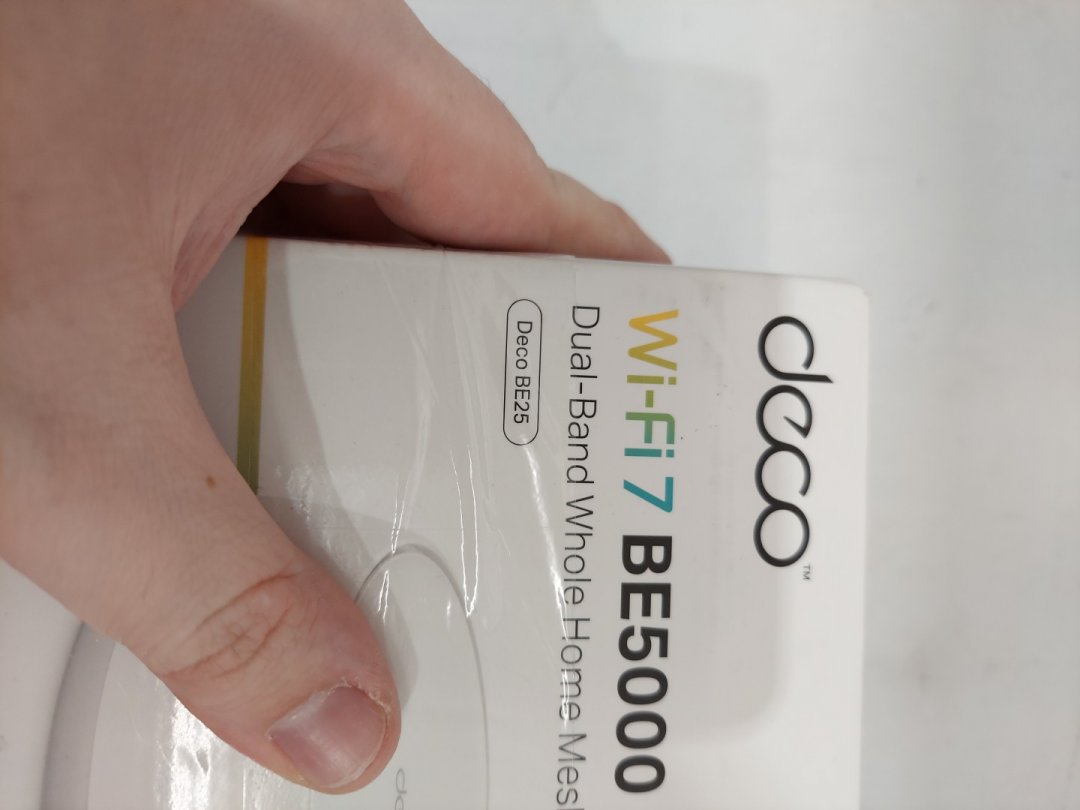 deco™
Wi-Fi 7 BE5000
Dual-Band Whole Home Mesh
Deco BE25